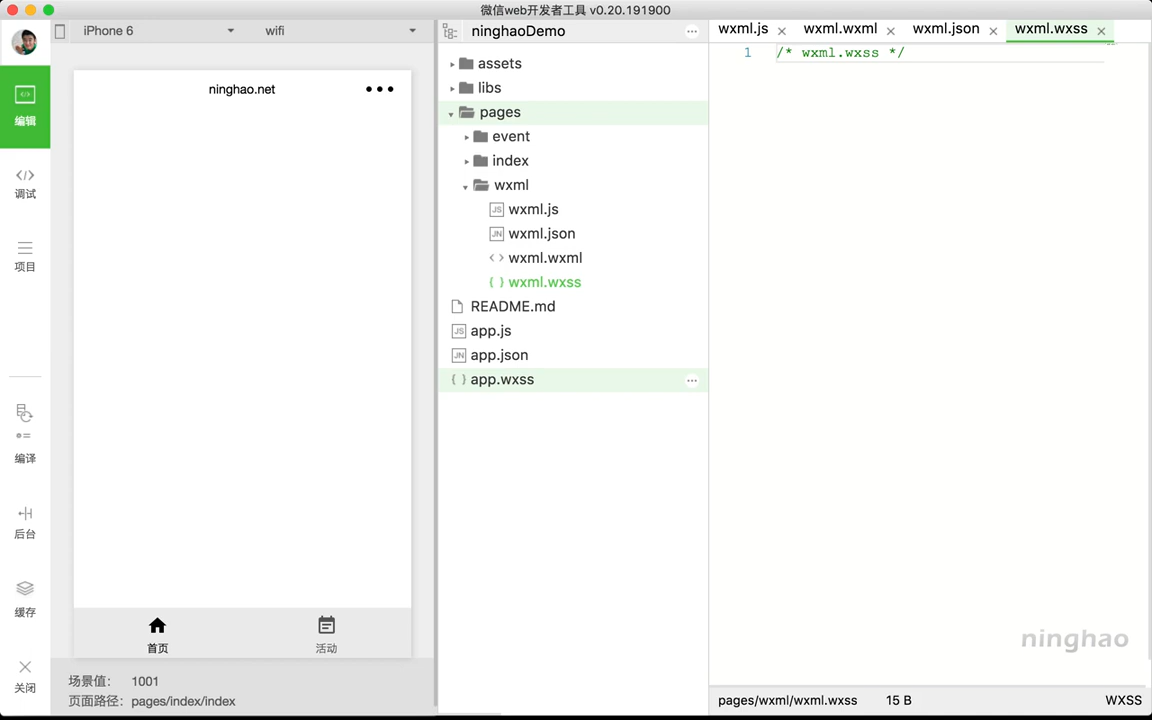 微信web开发者工具 v0.20.191900
iPhone 6
wifi
ninghaoDemo
wxml.js
wxml.wxml
wxml.json
wxml.wxss
编辑
调试
项目
编译
后台
缓存
关闭
ninghao.net
首页
活动
场景值： 1001
页面路径： pages/index/index
assets
libs
pages
event
index
wxml
JS wxml.js
JN wxml.json
<> wxml.wxml
{ } wxml.wxss
README.md
JS app.js
JN app.json
{ } app.wxss
1 /* wxml.wxss */
ninghao
pages/wxml/wxml.wxss 15 B WXSS